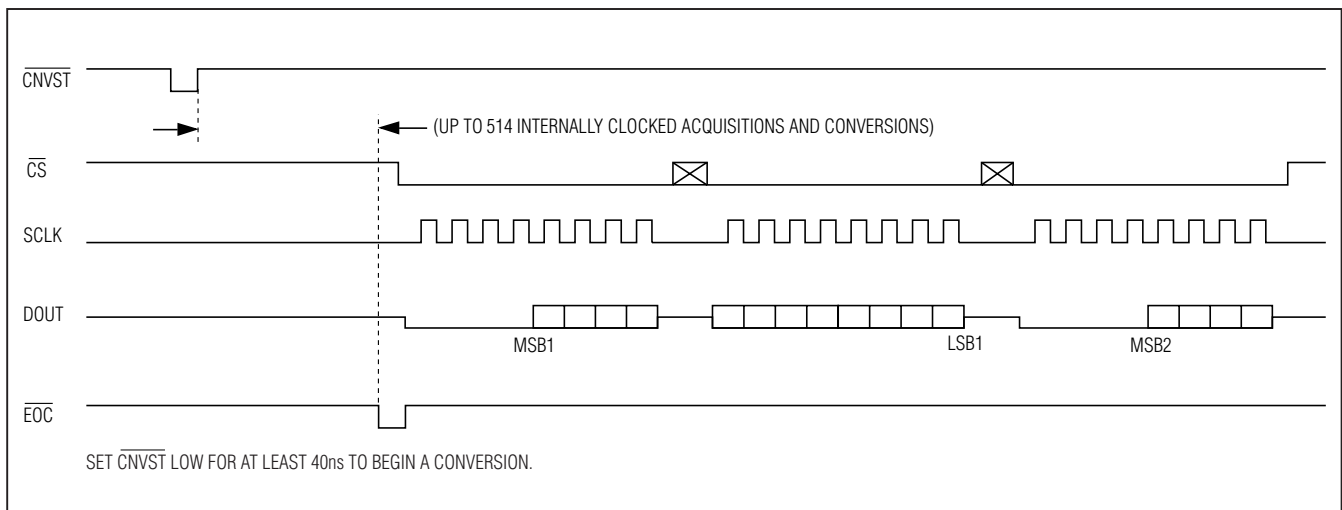 CNVST
(UP TO 514 INTERNALLY CLOCKED ACQUISITIONS AND CONVERSIONS)
CS
SCLK
DOUT
MSB1
LSB1
MSB2
EOC
SET CNVST LOW FOR AT LEAST 40ns TO BEGIN A CONVERSION.